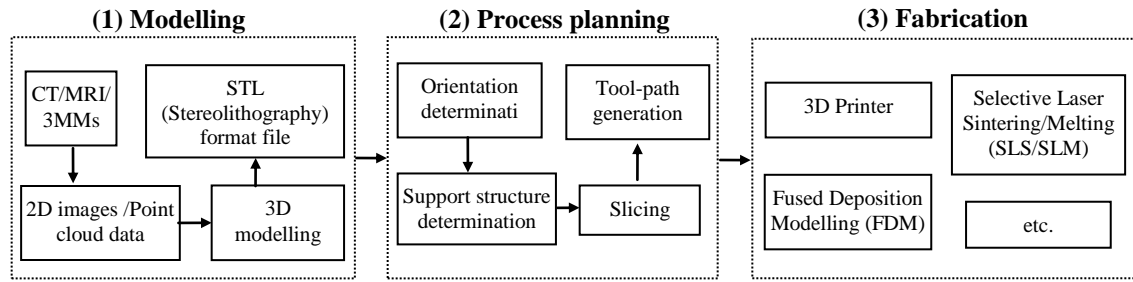 (1) Modelling
CT/MRI/
3MMs
STL
(Stereolithography)
format file
2D images /Point
cloud data
3D
modelling
(2) Process planning
Orientation
determinati
Tool-path
generation
Support structure
determination
Slicing
(3) Fabrication
3D Printer
Selective Laser
Sintering/Melting
(SLS/SLM)
Fused Deposition
Modelling (FDM)
etc.